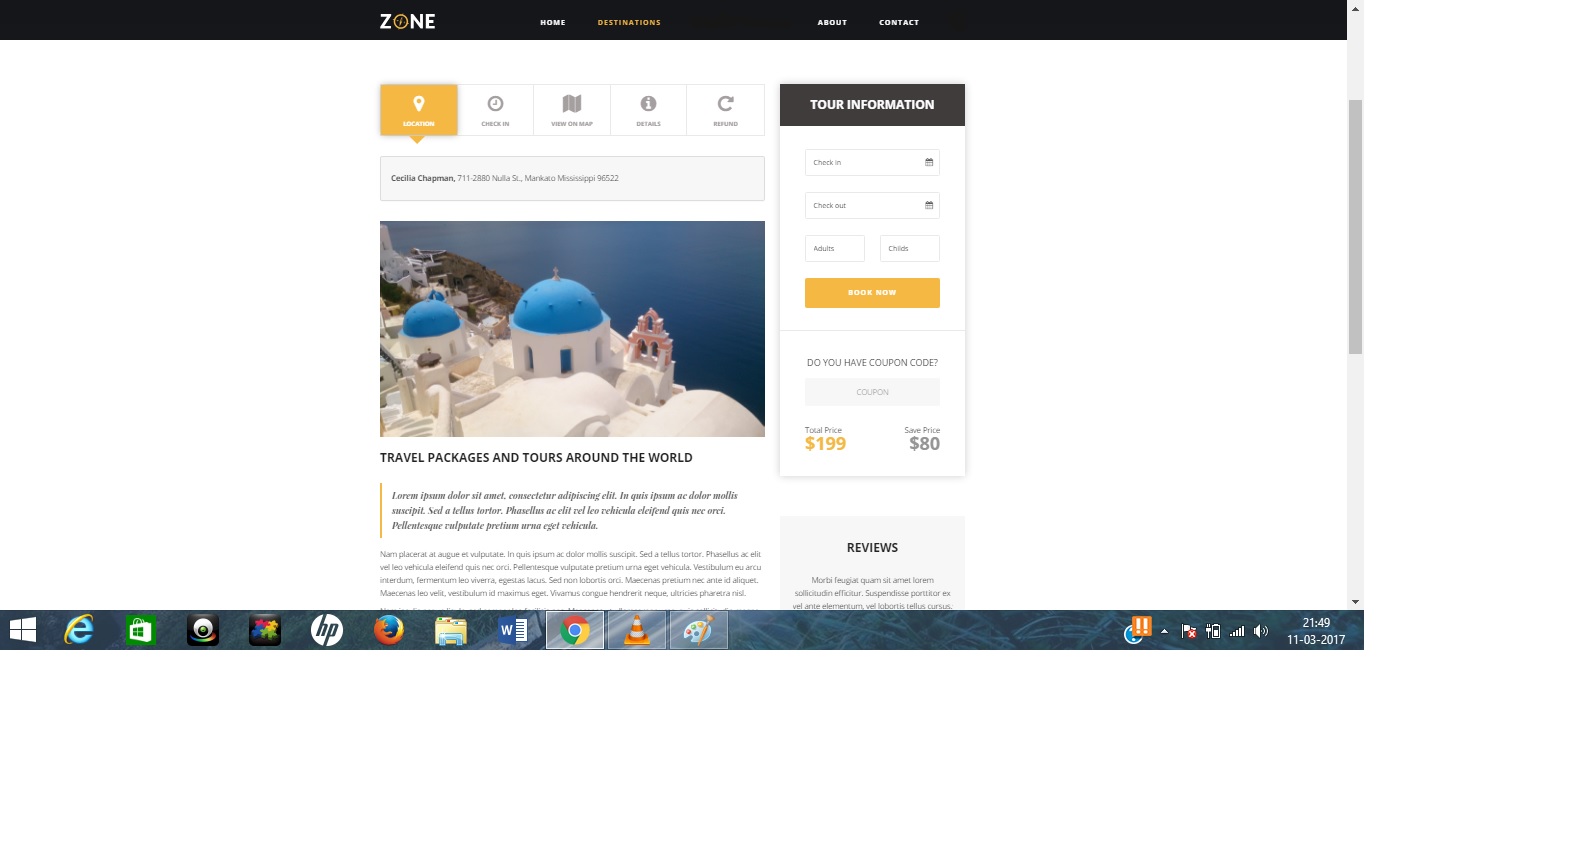 ZONE
HOME DESTINATIONS ABOUT CONTACT
LOCATION CHECK IN VIEW ON MAP DETAILS REFUND
Cecilia Chapman, 711-2880 Nulla St., Mankato Mississippi 96522
TRAVEL PACKAGES AND TOURS AROUND THE WORLD
Lorem ipsum dolor sit amet, consectetur adipiscing elit. In quis ipsum ac dolor mollis
suscipit. Sed a tellus tortor. Phasellus ac elit vel leo vehicula eleifend quis nec orci.
Pellentesque vulputate pretium urna eget vehicula.
Nam placerat at augue et vulputate. In quis ipsum ac dolor mollis suscipit. Sed a tellus tortor. Phasellus ac elit
vel leo vehicula eleifend quis nec orci. Pellentesque vulputate pretium urna eget vehicula. Vestibulum eu arcu
interdum, fermentum leo viverra, egestas lacus. Sed non lobortis orci. Maecenas pretium nec ante id aliquet.
Maecenas leo velit, vestibulum id maximus eget. Vivamus congue hendrerit neque, ultricies pharetra nisl.
TOUR INFORMATION
Check in
Check out
Adults Childs
BOOK NOW
DO YOU HAVE COUPON CODE?
COUPON
Total Price Save Price
$199 $80
REVIEWS
Morbi feugiat quam sit amet lorem
sollicitudin efficitur. Suspendisse porttitor ex
vel ante elementum, vel lobortis tellus cursus.
hp
W
21:49
11-03-2017